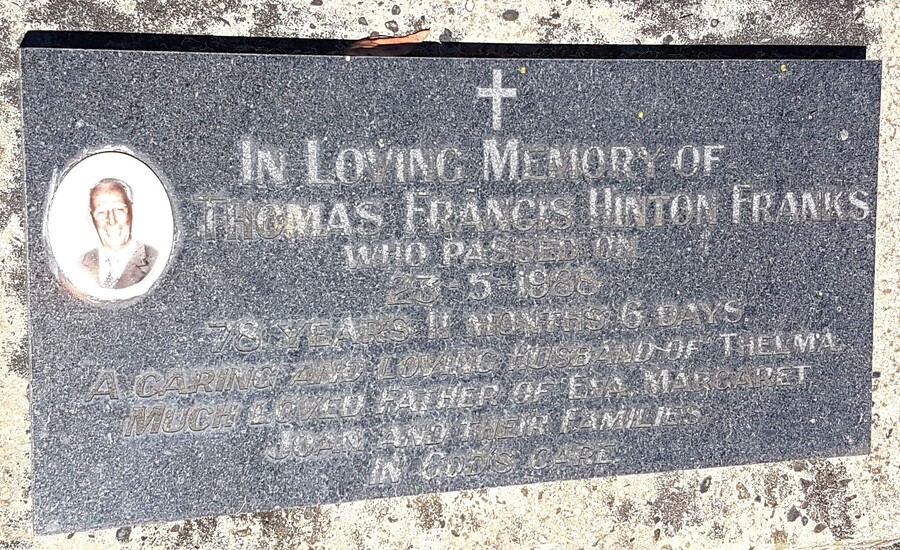 IN LOVING MEMORY OF
THOMAS FRANCIS HINTON FRANKS
WHO PASSED ON
23-5-1988
78 YEARS 11 MONTHS 6 DAYS
A CARING AND LOVING HUSBAND OF THELMA
MUCH LOVED FATHER OF EVA, MARGARET
JOAN AND THEIR FAMILIES
IN GOD'S CARE